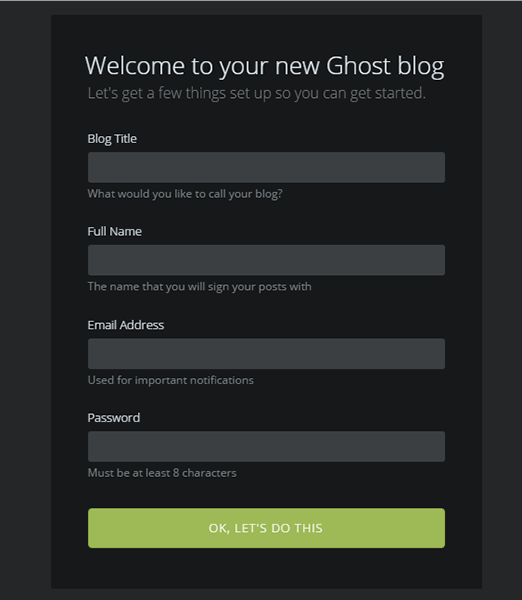 Welcome to your new Ghost blog
Let's get a few things set up so you can get started.
Blog Title
What would you like to call your blog?
Full Name
The name that you will sign your posts with
Email Address
Used for important notifications
Password
Must be at least 8 characters
OK, LET'S DO THIS